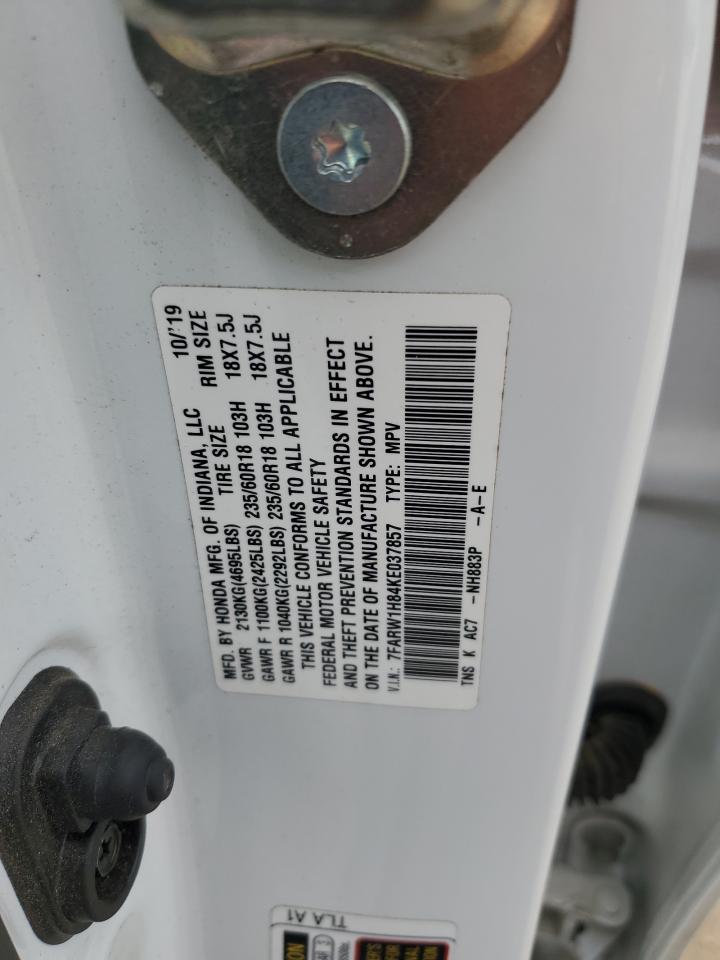 MFD. BY HONDA MFG. OF INDIANA, LLC 10/'19
GVWR 2130KG(4695LBS) TIRE SIZE RIM SIZE
GAWR F 1100KG(2425LBS) 235/60R18 103H 18X7.5J
GAWR R 1040KG(2292LBS) 235/60R18 103H 18X7.5J
THIS VEHICLE CONFORMS TO ALL APPLICABLE
FEDERAL MOTOR VEHICLE SAFETY
AND THEFT PREVENTION STANDARDS IN EFFECT
ON THE DATE OF MANUFACTURE SHOWN ABOVE.
V.I.N.: 7FARW1H84KE037857 TYPE: MPV
TNS K AC7 -NH883P -A-E
TLA A1